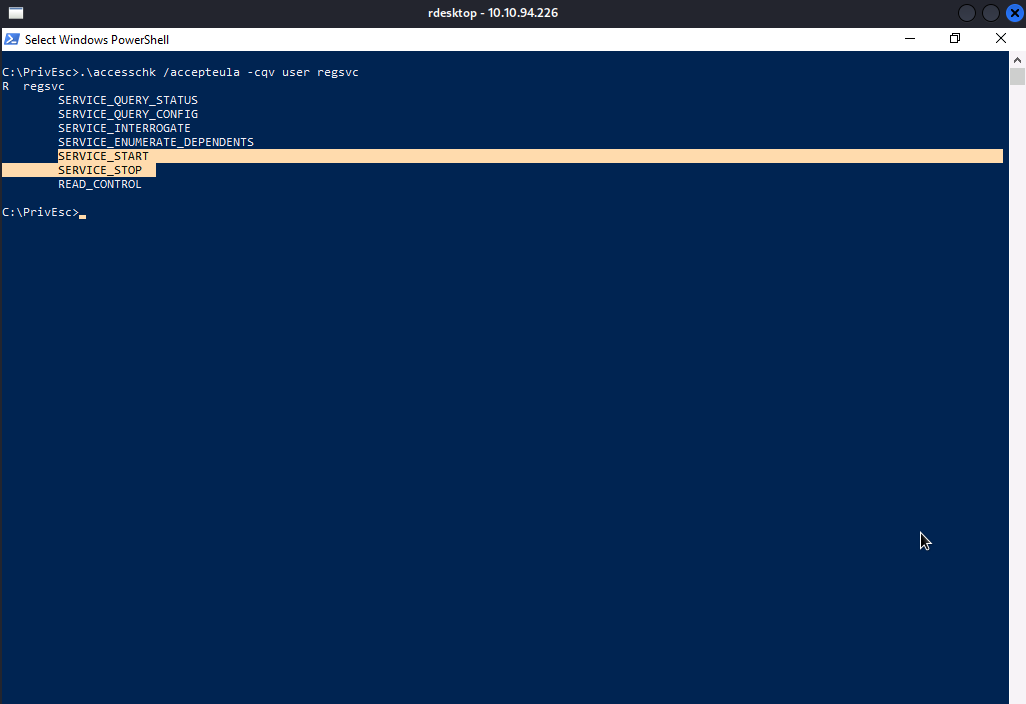 rdesktop - 10.10.94.226
Select Windows PowerShell
C:\PrivEsc>.\accesschk /accepteula -cqv user regsvc
R  regsvc
        SERVICE_QUERY_STATUS
        SERVICE_QUERY_CONFIG
        SERVICE_INTERROGATE
        SERVICE_ENUMERATE_DEPENDENTS
        SERVICE_START
        SERVICE_STOP
        READ_CONTROL
C:\PrivEsc>